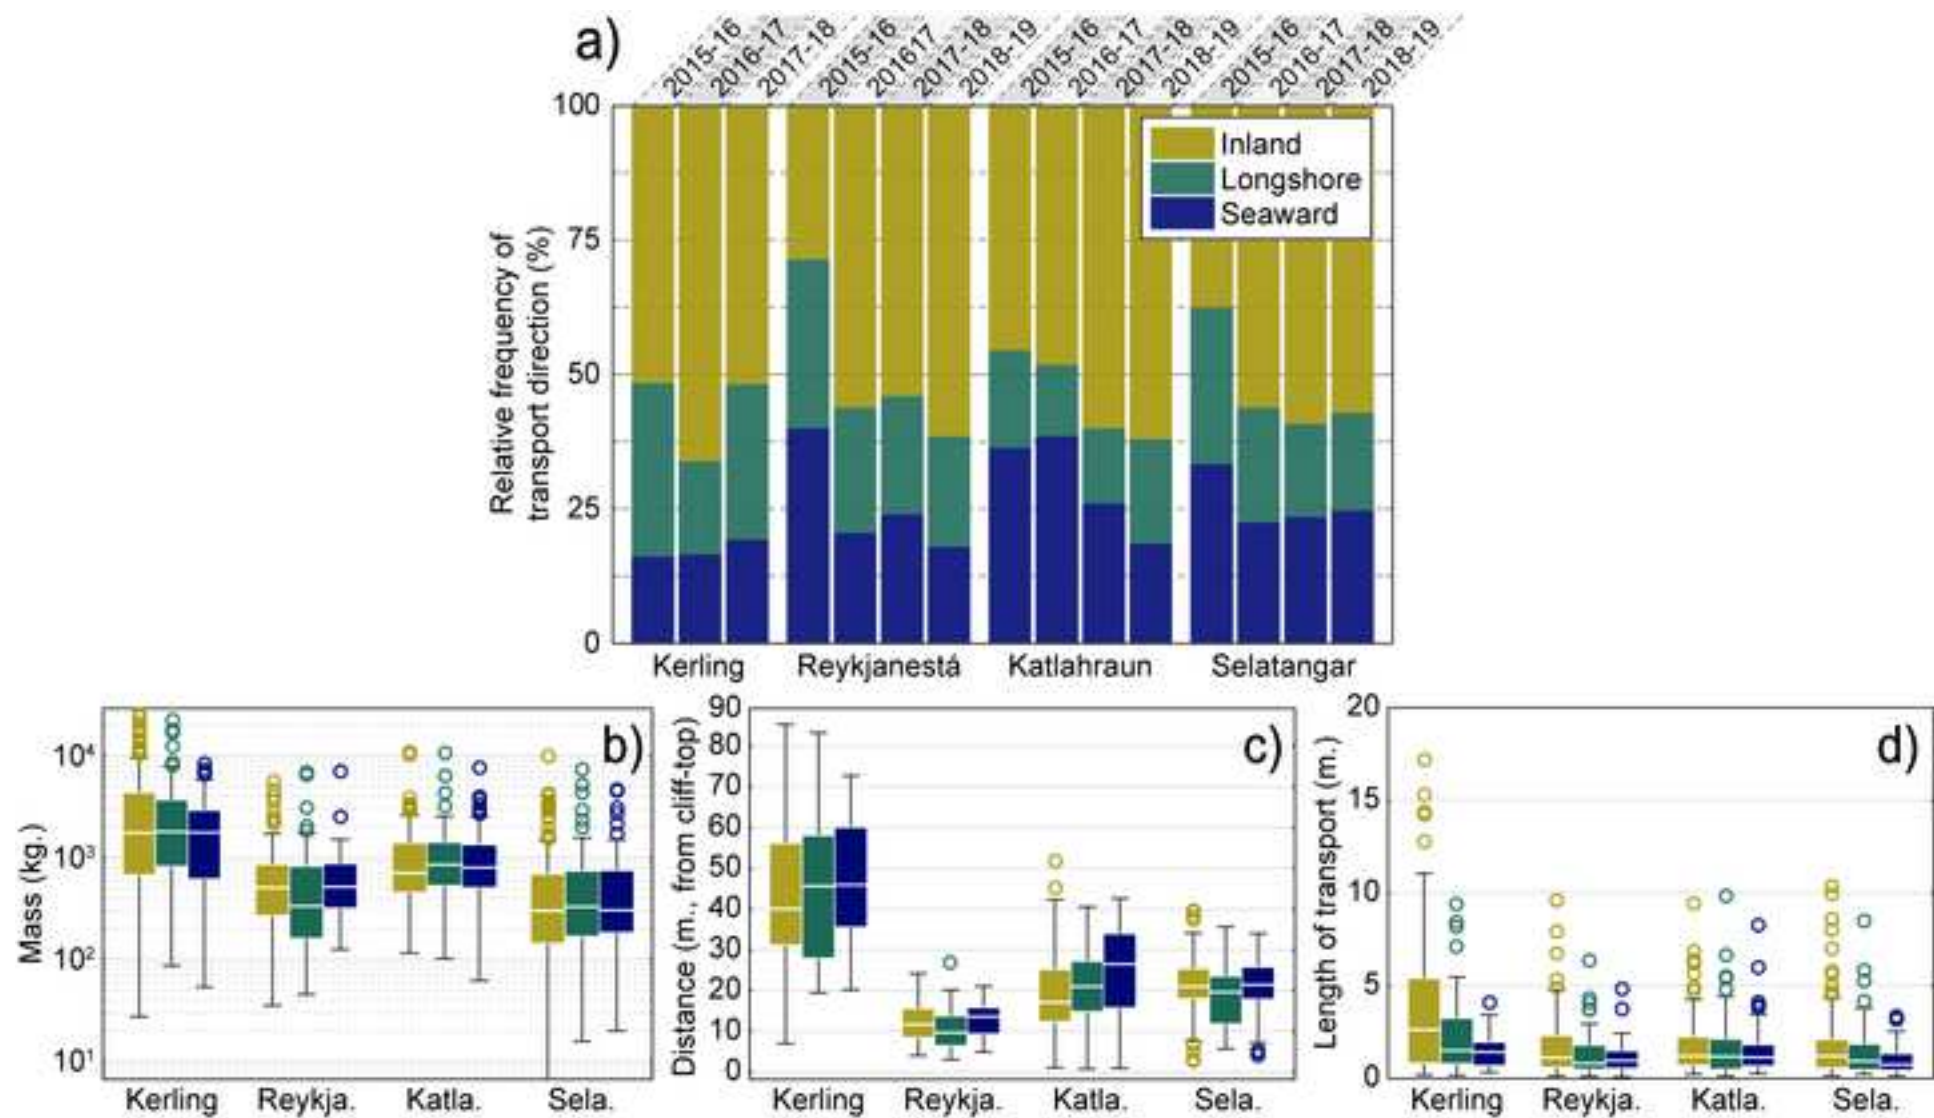 a)
2015-16
2016-17
2017-18
2015-16
201617
2017-18
2018-19
2015-16
2016-17
2017-18
2018-19
2015-16
2016-17
2017-18
2018-19
Relative frequency of
transport direction (%)
100
75
50
25
0
Inland
Longshore
Seaward
Kerling Reykjanestá Katlahraun Selatangar
b)
Mass (kg.)
10⁴
10³
10²
10¹
Kerling Reykja. Katla. Sela.
c)
Distance (m., from cliff-top)
90
80
70
60
50
40
30
20
10
0
Kerling Reykja. Katla. Sela.
d)
Length of transport (m.)
20
15
10
5
0
Kerling Reykja. Katla. Sela.